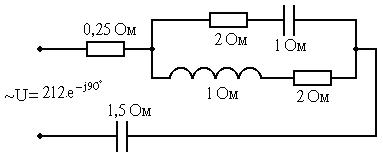 0,25 Ом
2 Ом
1 Ом
~U= 212.e^{-j90°}
1 Ом
2 Ом
1,5 Ом